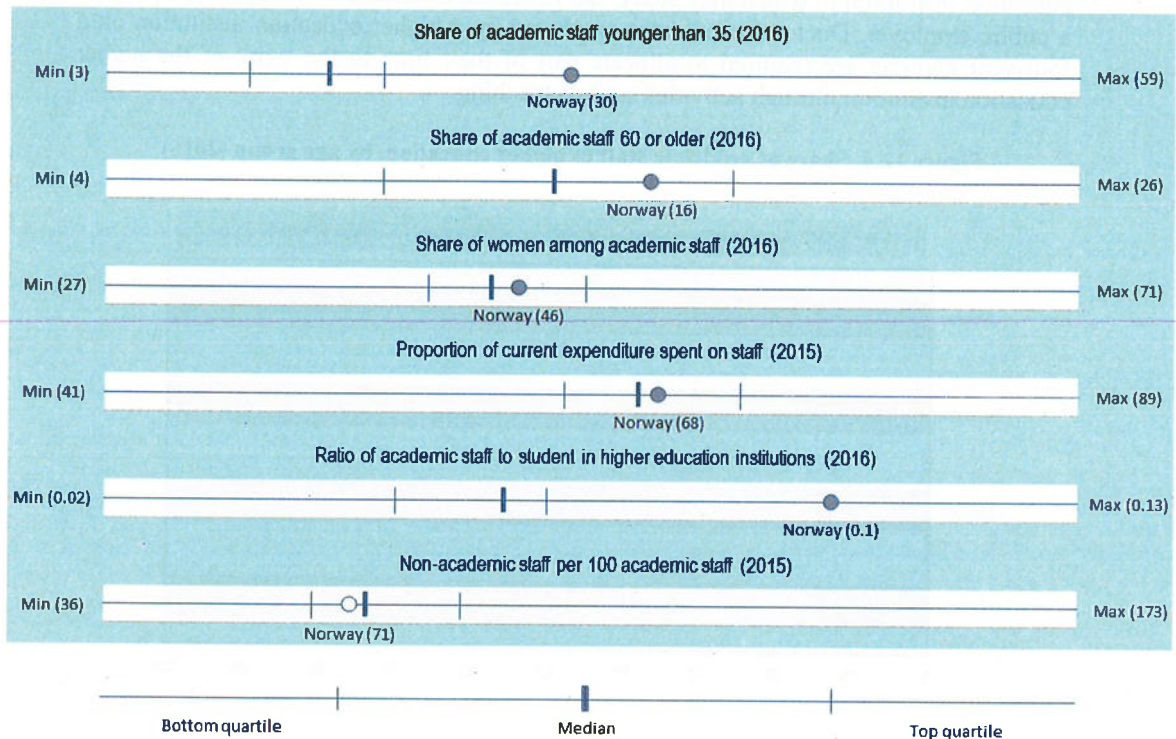 Share of academic staff younger than 35 (2016)
Min (3)
Max (59)
Norway (30)
Share of academic staff 60 or older (2016)
Min (4)
Max (26)
Norway (16)
Share of women among academic staff (2016)
Min (27)
Max (71)
Norway (46)
Proportion of current expenditure spent on staff (2015)
Min (41)
Max (89)
Norway (68)
Ratio of academic staff to student in higher education institutions (2016)
Min (0.02)
Max (0.13)
Norway (0.1)
Non-academic staff per 100 academic staff (2015)
Min (36)
Max (173)
Norway (71)
Bottom quartile Median Top quartile